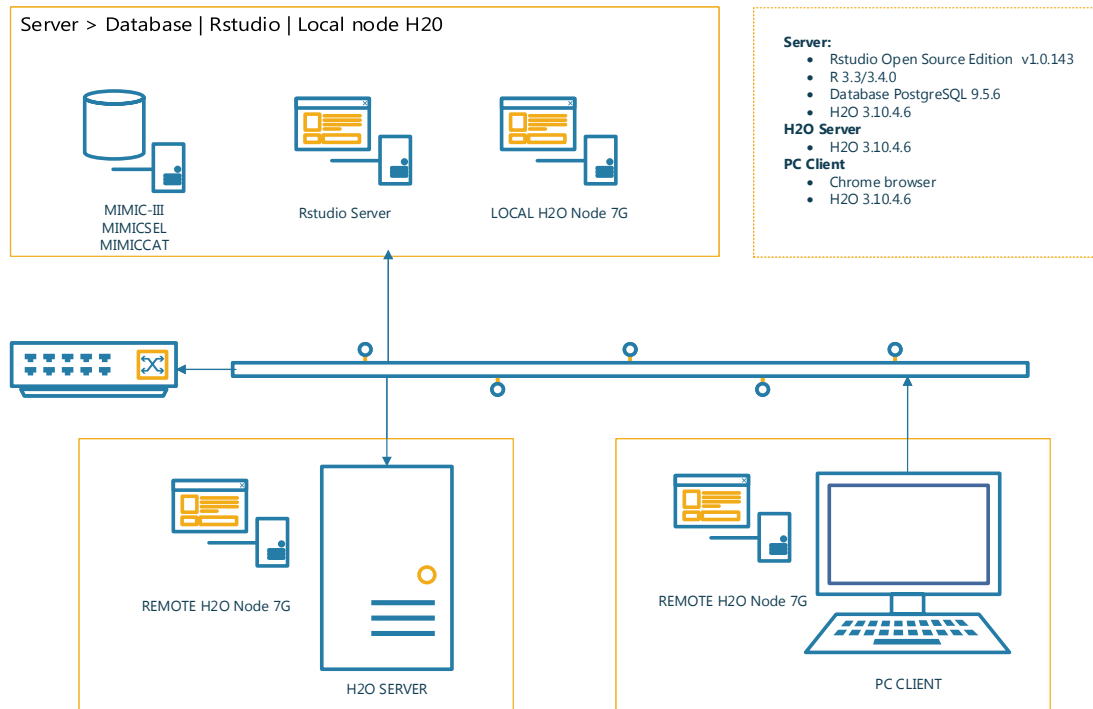 Server > Database | Rstudio | Local node H20
Server:
• Rstudio Open Source Edition v1.0.143
• R 3.3/3.4.0
• Database PostgreSQL 9.5.6
• H2O 3.10.4.6
H2O Server
• H2O 3.10.4.6
PC Client
• Chrome browser
• H2O 3.10.4.6
MIMIC-III
MIMICSEL
MIMICCAT
Rstudio Server
LOCAL H2O Node 7G
REMOTE H2O Node 7G
H2O SERVER
REMOTE H2O Node 7G
PC CLIENT